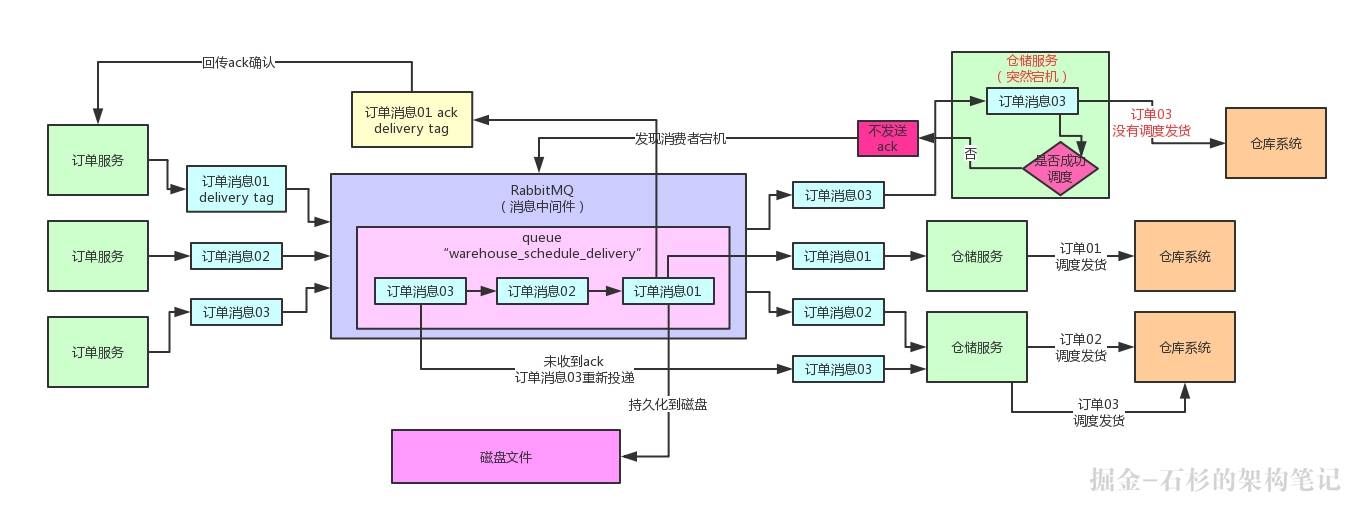 回传ack确认
订单消息01 ack
delivery tag
发现消费者宕机
不发送
ack
否
仓储服务
（突然宕机）
订单消息03
是否成功
调度
订单03
没有调度发货
仓库系统
订单服务
订单消息01
delivery tag
订单服务
订单消息02
订单服务
订单消息03
RabbitMQ
（消息中间件）
queue
“warehouse_schedule_delivery”
订单消息03
订单消息02
订单消息01
订单消息03
订单消息01
仓储服务
订单01
调度发货
仓库系统
订单消息02
订单消息03
仓储服务
订单02
调度发货
仓库系统
订单03
调度发货
未收到ack
订单消息03重新投递
持久化到磁盘
磁盘文件
掘金-石杉的架构笔记